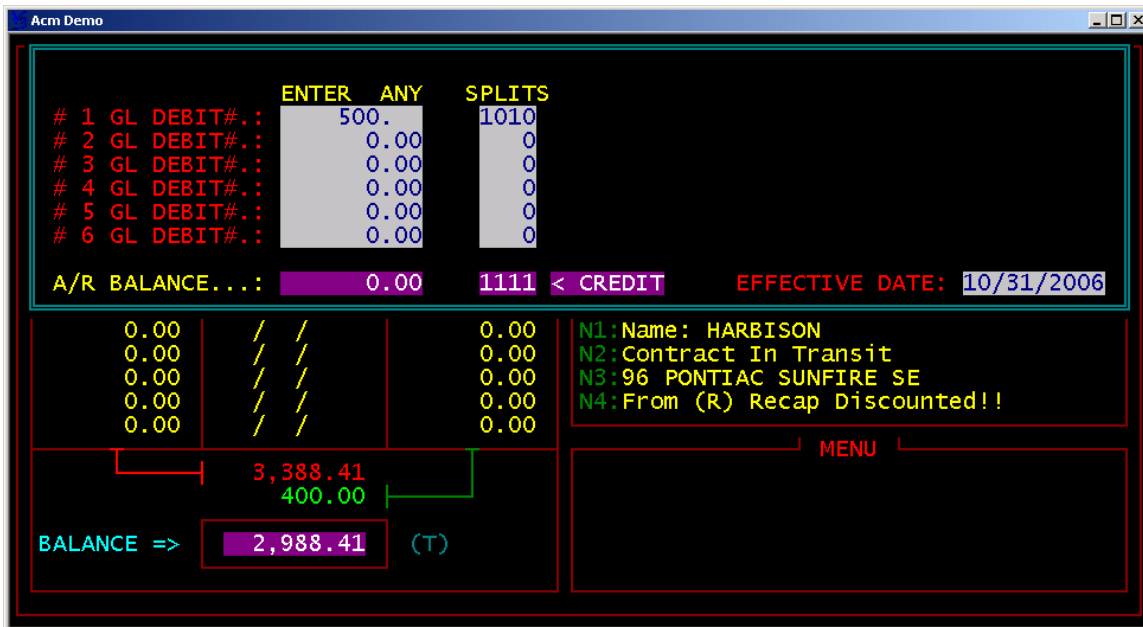 Acm Demo
ENTER ANY SPLITS
# 1 GL DEBIT#.: 500. 1010
# 2 GL DEBIT#.: 0.00 0
# 3 GL DEBIT#.: 0.00 0
# 4 GL DEBIT#.: 0.00 0
# 5 GL DEBIT#.: 0.00 0
# 6 GL DEBIT#.: 0.00 0
A/R BALANCE...: 0.00 1111 < CREDIT EFFECTIVE DATE: 10/31/2006
0.00 / / 0.00 N1:Name: HARBISON
0.00 / / 0.00 N2:Contract In Transit
0.00 / / 0.00 N3:96 PONTIAC SUNFIRE SE
0.00 / / 0.00 N4:From (R) Recap Discounted!!
0.00 / / 0.00
MENU
3,388.41
400.00
BALANCE => 2,988.41 (T)